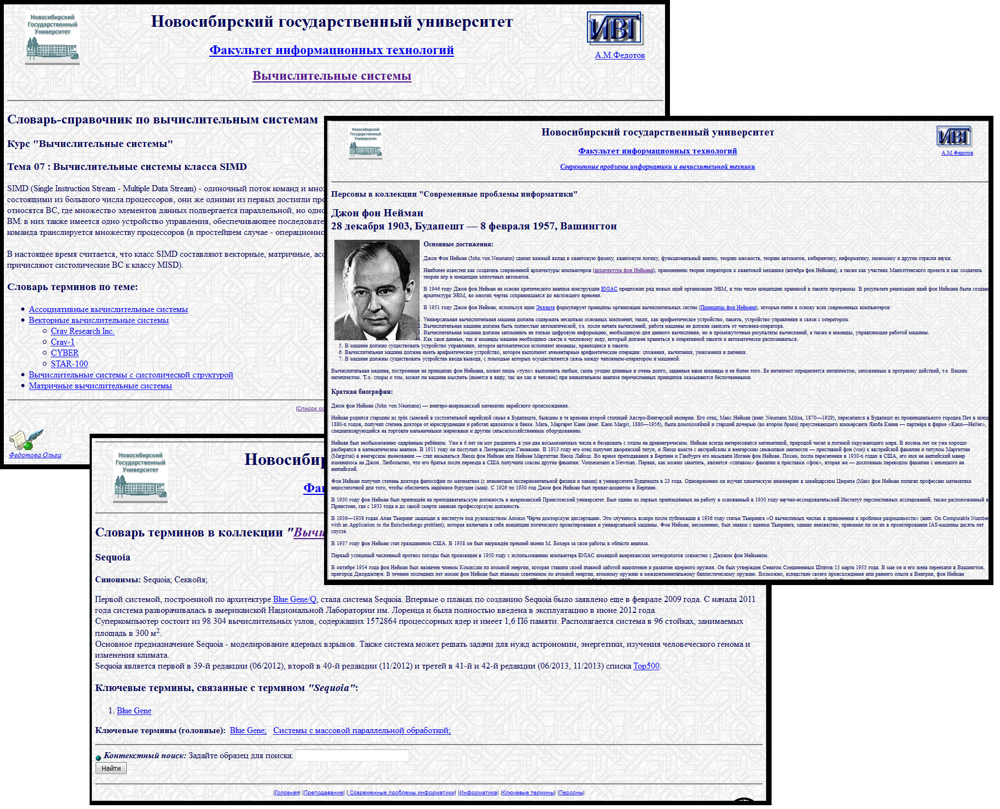 Новосибирский
Государственный
Университет
Новосибирский государственный университет
Факультет информационных технологий
Вычислительные системы
ИВТ
А.М.Федотов
Словарь-справочник по вычислительным системам
Курс "Вычислительные системы"
Тема 07 : Вычислительные системы класса SIMD
SIMD (Single Instruction Stream - Multiple Data Stream) - одиночный поток команд и
состоящими из большого числа процессоров, они же одними из первых достигли
относятся ВС, где множество элементов данных подвергается параллельной, но
ВМ: в них также имеется одно устройство управления, обеспечивающее
команда транслируется множеству процессоров (в простейшем случае -
В настоящее время считается, что класс SIMD составляют векторные, матричные,
причисляют систолические ВС к классу MISD).
Словарь терминов по теме:
Ассоциативные вычислительные системы
Векторные вычислительные системы
Cray Research Inc.
Cray-1
CYBER
STAR-100
Вычислительные системы с систолической структурой
Матричные вычислительные системы
|Список
Федотова Ольга
Новосибирский
Государственный
Университет
Новосибирский государственный университет
Факультет информационных технологий
Современные проблемы информатики и вычислительной техники
ИВТ
А.М.Федотов
Персоны в коллекции "Современные проблемы информатики"
Джон фон Нейман
28 декабря 1903, Будапешт — 8 февраля 1957, Вашингтон
Основные достижения:
Джон Фон Нейман (John von Neumann) сделал важный вклад в квантовую физику, квантовую логику, функциональный анализ, теорию множеств, теорию автоматов, кибернетику, информатику, экономику и другие отрасли науки.
Наиболее известен как создатель современной архитектуры компьютеров (архитектура фон Неймана), применением теории операторов к квантовой механике (алгебра фон Неймана), а также как участник Манхэттенского проекта и как создатель
теории игр и концепции клеточных автоматов.
В 1946 году Джон фон Нейман на основе критического анализа конструкции ENIAC предложил ряд новых идей организации ЭВМ, в том числе концепцию хранимой в памяти программы. В результате реализации идей фон Неймана была создана
архитектура ЭВМ, во многих чертах сохранившаяся до настоящего времени.
В 1951 году Джон фон Нейман, используя идеи Эккерта формулирует принципы организации вычислительных систем (Принципы фон Неймана), которые легли в основу всех современных компьютеров:
1. Универсальная вычислительная машина должна содержать несколько основных компонент, таких, как арифметическое устройство, память, устройство управления и связи с оператором.
2. Вычислительная машина должна быть полностью автоматической, т.е. после начала вычислений, работа машины не должна зависеть от человека-оператора.
3. Вычислительная машина должна запоминать не только цифровую информацию, необходимую для данного вычисления, но и промежуточные результаты вычислений, а также и команды, управляющие работой машины.
4. Как сами данные, так и команды машине необходимо свести к числовому коду, который должен храниться в оперативной памяти и автоматически распознаваться.
5. В машине должно существовать устройство управления, которое автоматически исполняет команды, хранящиеся в памяти.
6. Вычислительная машина должна иметь арифметическое устройство, которое выполняет элементарные арифметические операции: сложения, вычитания, умножения и деления.
7. В машине должны существовать устройства ввода/вывода, с помощью которых осуществляется связь между человеком-оператором и машиной.
Вычислительная машина, построенная на принципах фон Неймана, может лишь «тупо» выполнить любые, сколь угодно длинные и очень долго, заданные вами команды и не более того. Ее интеллект определяется интеллектом, заложенным в программу действий, т.е. Вашим
интеллектом. Т.о. споры о том, может ли машина мыслить (имеется в виду, так же как и человек) при внимательном анализе перечисленных принципов оказываются беспочвенными.
Краткая биография:
Джон фон Нейман (John von Neumann) — венгеро-американский математик еврейского происхождения.
Нейман родился старшим из трёх сыновей в состоятельной еврейской семье в Будапеште, бывшем в те времена второй столицей Австро-Венгерской империи. Его отец, Макс Нейман (венг. Neumann Miksa, 1870—1929), переселился в Будапешт из провинциального городка Печ в конце
1880-х годов, получил степень доктора от юриспруденции и работал адвокатом в банке. Мать, Маргарет Канн (венг. Kann Margit, 1880—1956), была домохозяйкой и старшей дочерью (во втором браке) преуспевающего коммерсанта Якоба Канна — партнёра в фирме «Kann—Heller»,
специализирующейся на торговле мельничными жерновами и другим сельскохозяйственным оборудованием.
Нейман был необыкновенно одарённым ребёнком. Уже в 6 лет он мог разделить в уме два восьмизначных числа и беседовать с отцом на древнегреческом. Нейман всегда интересовался математикой, природой чисел и логикой окружающего мира. В восемь лет он уже хорошо
разбирался в математическом анализе. В 1911 году он поступил в Лютеранскую Гимназию. В 1913 году его отец получил дворянский титул, и Янош вместе с австрийским и венгерским символами знатности — приставкой фон (von) к австрийской фамилии и титулом Маргиттаи
(Margittai) в венгерском именовании — стал называться Янош фон Нейман или Нейман Маргиттаи Янош Лайош. Во время преподавания в Берлине и Гамбурге его называли Иоганн фон Нейман. Позже, после переселения в 1930-х годах в США, его имя на английский манер
изменилось на Джон. Любопытно, что его братья после переезда в США получили совсем другие фамилии: Vonneumann и Newman. Первая, как можно заметить, является «сплавом» фамилии и приставки «фон», вторая же — дословным переводом фамилии с немецкого на
английский.
Фон Нейман получил степень доктора философии по математике (с элементами экспериментальной физики и химии) в университете Будапешта в 23 года. Одновременно он изучал химическую инженерию в швейцарском Цюрихе (Макс фон Нейман полагал профессию математика
недостаточной для того, чтобы обеспечить надёжное будущее сына). С 1926 по 1930 год Джон фон Нейман был приват-доцентом в Берлине.
В 1930 году фон Нейман был приглашён на преподавательскую должность в американский Принстонский университет. Был одним из первых приглашённых на работу в основанный в 1930 году научно-исследовательский Институт перспективных исследований, также расположенный в
Принстоне, где с 1933 года и до самой смерти занимал профессорскую должность.
В 1936—1938 годах Алан Тьюринг защищал в институте под руководством Алонзо Чёрча докторскую диссертацию. Это случилось вскоре после публикации в 1936 году статьи Тьюринга «О вычислимых числах в применении к проблеме разрешимости» (англ. On Computable Number
with an Application to the Entscheidungs problem), которая включала в себя концепции логического проектирования и универсальной машины. Фон Нейман, несомненно, был знаком с идеями Тьюринга, однако неизвестно, применял ли он их в проектировании IAS-машины десять лет
спустя.
В 1937 году фон Нейман стал гражданином США. В 1938 он был награждён премией имени М. Бохера за свои работы в области анализа.
Первый успешный численный прогноз погоды был произведен в 1950 году с использованием компьютера ENIAC командой американских метеорологов совместно с Джоном фон Нейманом.
В октябре 1954 года фон Нейман был назначен членом Комиссии по атомной энергии, которая ставила своей главной заботой накопление и развитие ядерного оружия. Он был утвержден Сенатом Соединенных Штатов 15 марта 1955 года. В мае он и его жена переехали в Вашингтон,
пригород Джорджтаун. В течение последних лет жизни фон Нейман был главным советником по атомной энергии, атомному оружию и межконтинентальному баллистическому оружию. Возможно, вследствие своего происхождения или раннего опыта в Венгрии, фон Нейман
Новосибирский
Государственный
Университет
Новосибир
Фа
Словарь терминов в коллекции "Вычи
Sequoia
Синонимы: Sequoia; Секвойя;
Первой системой, построенной по архитектуре Blue Gene/Q, стала система Sequoia. Впервые о планах по созданию Sequoia было заявлено еще в феврале 2009 года. С начала 2011
года система разворачивалась в американской Национальной Лаборатории им. Лоренца и была полностью введена в эксплуатацию в июне 2012 года.
Суперкомпьютер состоит из 98 304 вычислительных узлов, содержащих 1572864 процессорных ядер и имеет 1,6 Пб памяти. Располагается система в 96 стойках, занимаемых
площадь в 300 м2.
Основное предназначение Sequoia - моделирование ядерных взрывов. Также система может решать задачи для нужд астрономии, энергетики, изучения человеческого генома и
изменения климата.
Sequoia является первой в 39-й редакции (06/2012), второй в 40-й редакции (11/2012) и третей в 41-й и 42-й редакции (06/2013, 11/2013) списка Top500.
Ключевые термины, связанные с термином "Sequoia":
1. Blue Gene
Ключевые термины (головные): Blue Gene; Системы с массовой параллельной обработкой;
Контекстный поиск: Задайте образец для поиска:
Найти
|Головная| |Преподавание| | Современные проблемы информатики| |Информатика| |Ключевые термины| |Персоны|